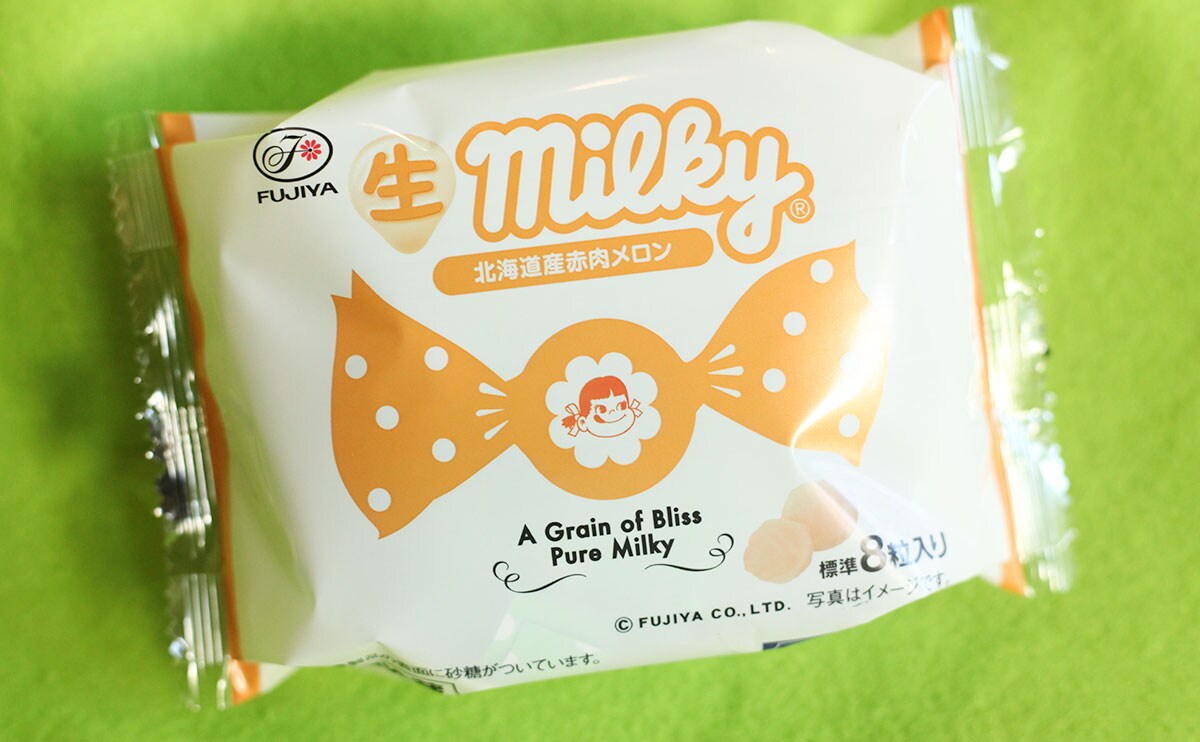 FUJIYA
生 milky®
北海道産赤肉メロン
A Grain of Bliss
Pure Milky
標準8粒入り
© FUJIYA CO., LTD. 写真はイメージです。
に砂糖がついています。